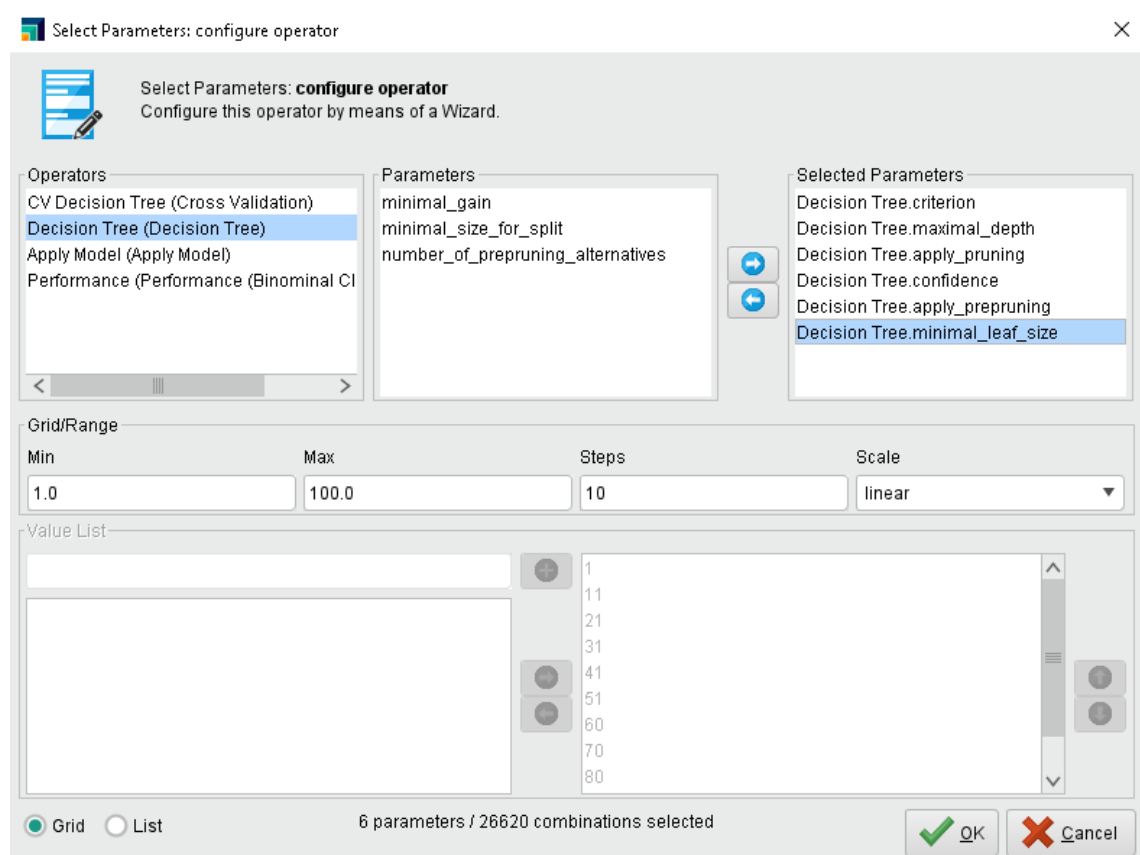 Select Parameters: configure operator
Select Parameters: configure operator
Configure this operator by means of a Wizard.
Operators
CV Decision Tree (Cross Validation)
Decision Tree (Decision Tree)
Apply Model (Apply Model)
Performance (Performance (Binominal Cl
Parameters
minimal_gain
minimal_size_for_split
number_of_prepruning_alternatives
Selected Parameters
Decision Tree.criterion
Decision Tree.maximal_depth
Decision Tree.apply_pruning
Decision Tree.confidence
Decision Tree.apply_prepruning
Decision Tree.minimal_leaf_size
Grid/Range
Min Max Steps Scale
1.0 100.0 10 linear
Value List
1
11
21
31
41
51
60
70
80
Grid List 6 parameters / 26620 combinations selected OK Cancel